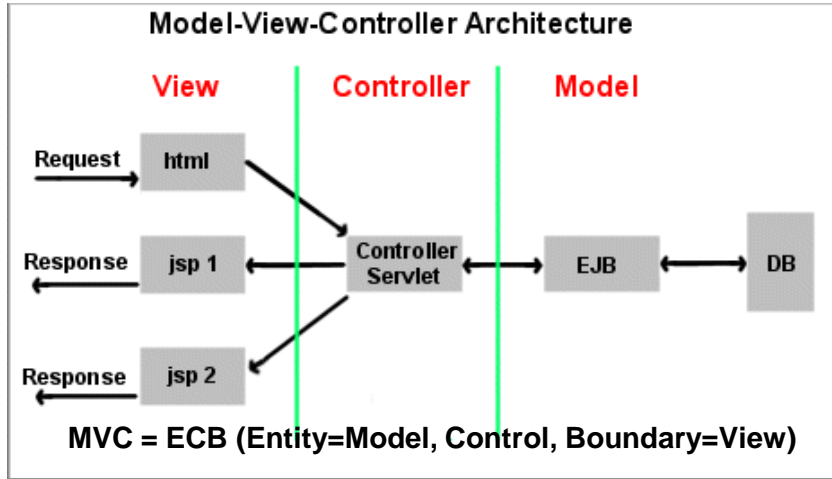 Model-View-Controller Architecture
View
Controller
Model
Request
html
Response
jsp 1
Controller
Servlet
EJB
DB
Response
jsp 2
MVC = ECB (Entity=Model, Control, Boundary=View)